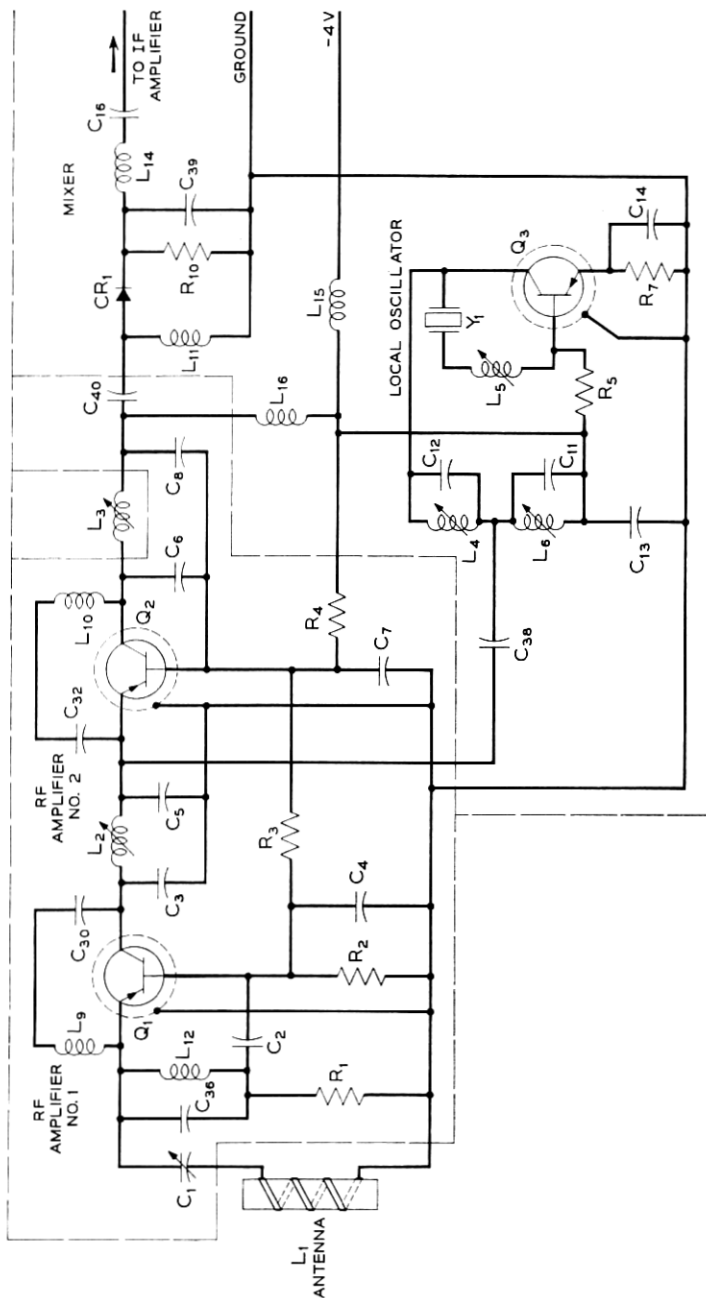 TO IF
AMPLIFIER
C16
L14
MIXER
C39
GROUND
R10
CR1
L11
C40
-4V
L15
L16
C8
L3
C6
L10
Q2
C32
RF
AMPLIFIER
NO. 2
C5
L2
C3
C30
Q1
L9
RF
AMPLIFIER
NO. 1
L12
C36
C2
R1
C1
L1
ANTENNA
R2
C4
R3
R4
C7
C38
LOCAL OSCILLATOR
Q3
Y1
L5
R5
C14
R7
C12
L4
C11
L6
C13